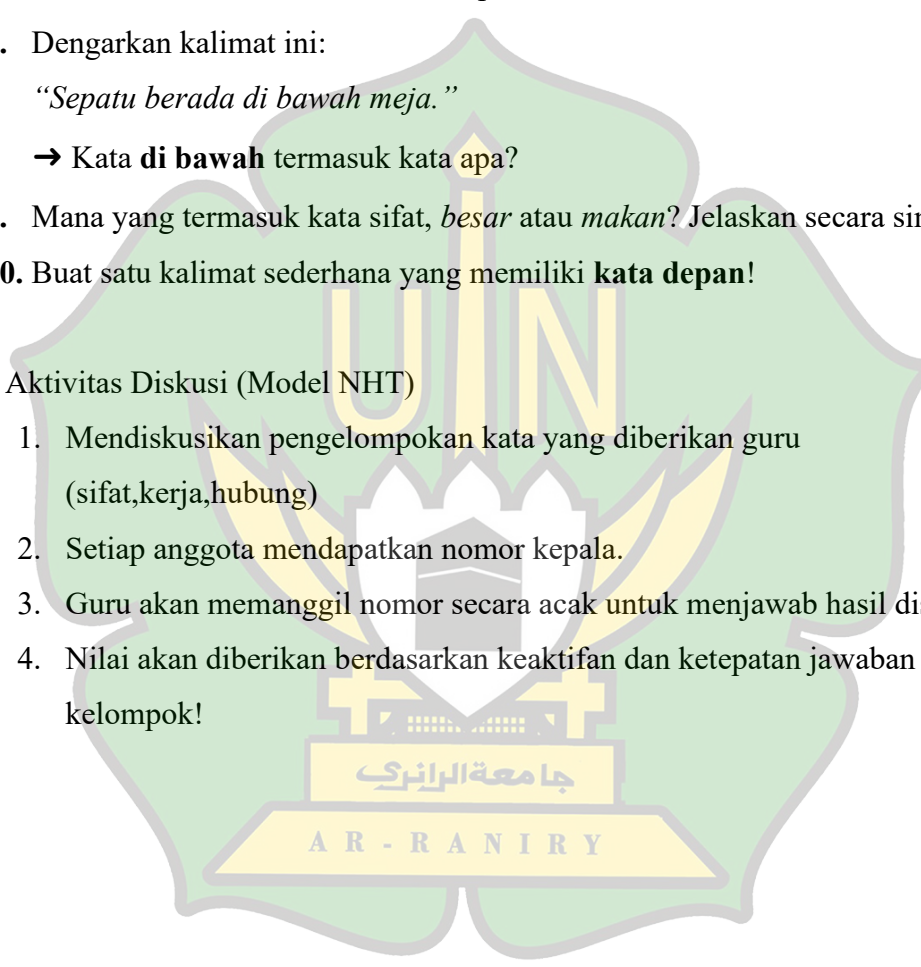 . Dengarkan kalimat ini:
“Sepatu berada di bawah meja.”
➜ Kata di bawah termasuk kata apa?
. Mana yang termasuk kata sifat, besar atau makan? Jelaskan secara
0. Buat satu kalimat sederhana yang memiliki kata depan!
Aktivitas Diskusi (Model NHT)
1. Mendiskusikan pengelompokan kata yang diberikan guru
(sifat,kerja,hubung)
2. Setiap anggota mendapatkan nomor kepala.
3. Guru akan memanggil nomor secara acak untuk menjawab hasil
4. Nilai akan diberikan berdasarkan keaktifan dan ketepatan jawaban
kelompok!
UIN
جامعة الرانري
AR-RANIRY